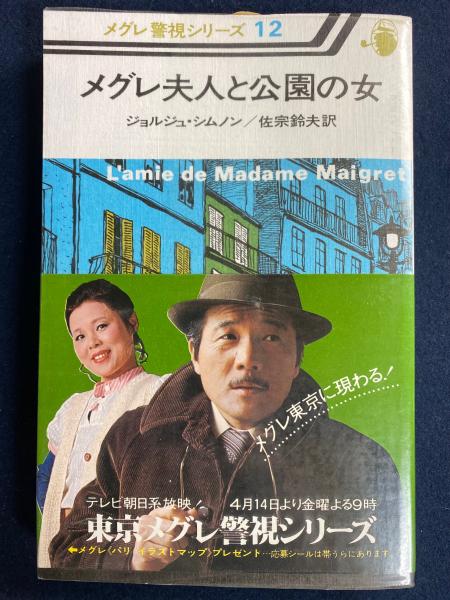 メグレ警視シリーズ 12
メグレ夫人と公園の女
ジョルジュ・シムノン／佐宗鈴夫訳
L'amie de Madame Maigret
メグレ東京に現わる!
テレビ朝日系放映! 4月14日より金曜よる9時
東京メグレ警視シリーズ
←メグレ〈パリ イラストマップ〉プレゼント…応募シールは帯うらにあります